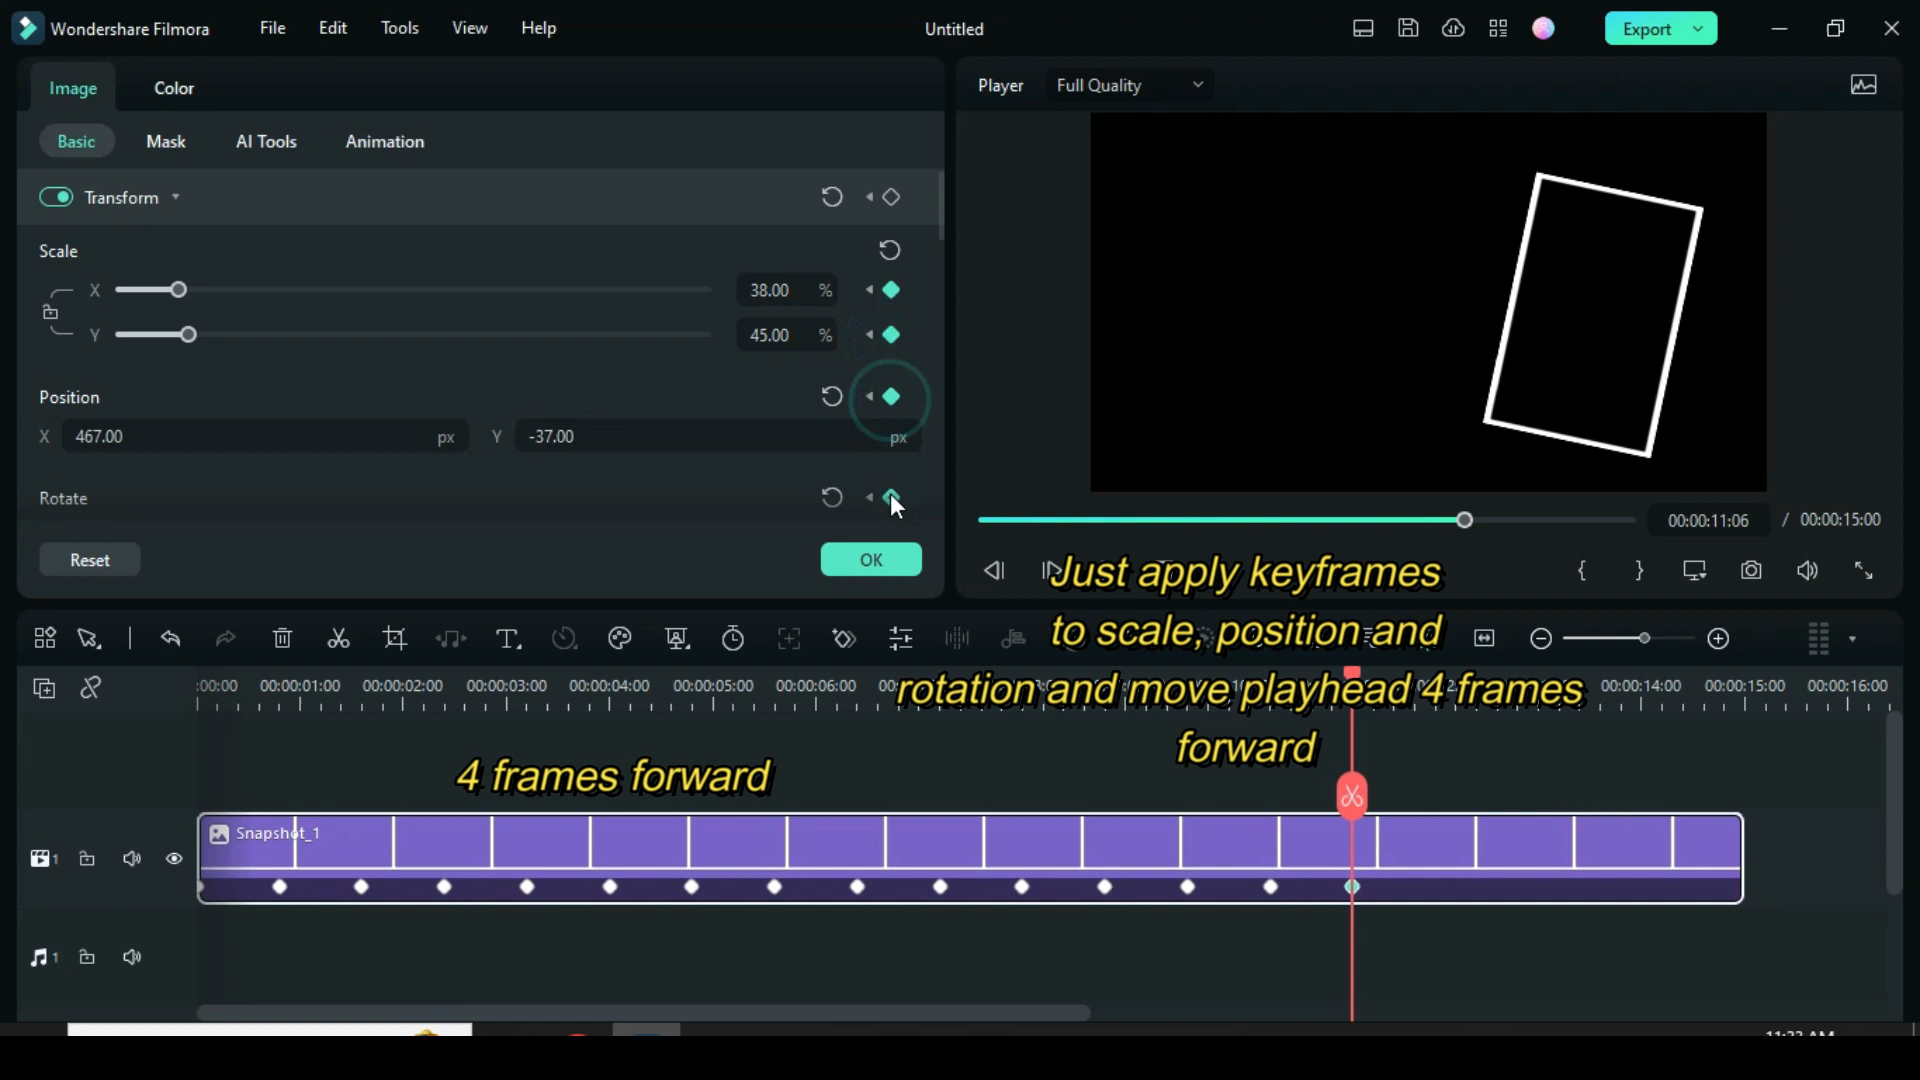 Wondershare Filmora File Edit Tools View Help Untitled Export
Image Color
Basic Mask AI Tools Animation
Transform
Scale
X 38.00 %
Y 45.00 %
Position
X 467.00 px Y -37.00 px
Rotate
Reset OK
Player Full Quality
00:00:11:06 / 00:00:15:00
{ }
Just apply keyframes
to scale, position and
rotation and move playhead 4 frames
forward
:00:00 00:00:01:00 00:00:02:00 00:00:03:00 00:00:04:00 00:00:05:00 00:00:06:00 00:00:14:00 00:00:15:00 00:00:16:00
4 frames forward
Snapshot_1
1
1